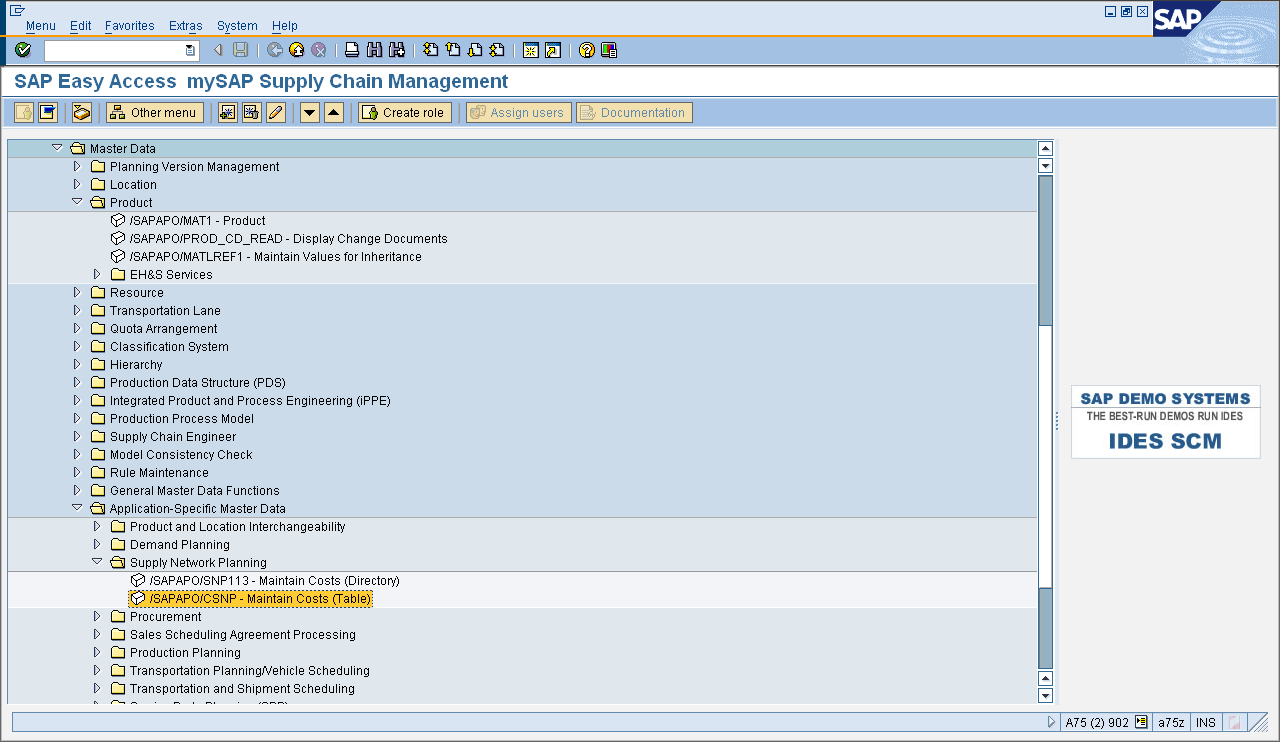 Menu Edit Favorites Extras System Help
SAP
SAP Easy Access mySAP Supply Chain Management
Other menu Create role Assign users Documentation
Master Data
Planning Version Management
Location
Product
/SAPAPO/MAT1 - Product
/SAPAPO/PROD_CD_READ - Display Change Documents
/SAPAPO/MATLREF1 - Maintain Values for Inheritance
EH&S Services
Resource
Transportation Lane
Quota Arrangement
Classification System
Hierarchy
Production Data Structure (PDS)
Integrated Product and Process Engineering (iPPE)
Production Process Model
Supply Chain Engineer
Model Consistency Check
Rule Maintenance
General Master Data Functions
Application-Specific Master Data
Product and Location Interchangeability
Demand Planning
Supply Network Planning
/SAPAPO/SNP113 - Maintain Costs (Directory)
/SAPAPO/CSNP - Maintain Costs (Table)
Procurement
Sales Scheduling Agreement Processing
Production Planning
Transportation Planning/Vehicle Scheduling
Transportation and Shipment Scheduling
SAP DEMO SYSTEMS
THE BEST-RUN DEMOS RUN IDES
IDES SCM
A75 (2) 902 a75z INS